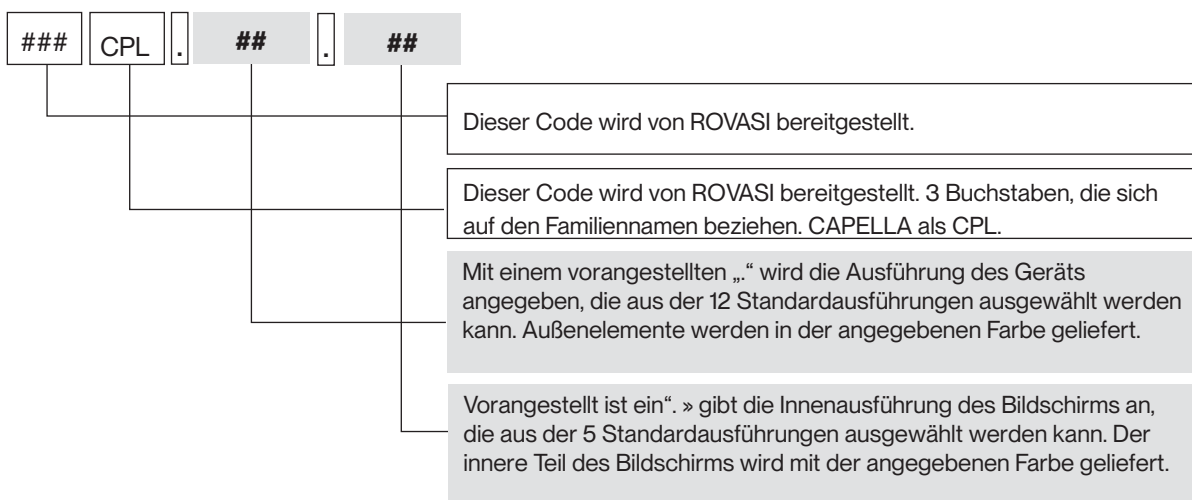 ### CPL . ## . ##
Dieser Code wird von ROVASI bereitgestellt.
Dieser Code wird von ROVASI bereitgestellt. 3 Buchstaben, die sich
auf den Familiennamen beziehen. CAPELLA als CPL.
Mit einem vorangestellten „.“ wird die Ausführung des Geräts
angegeben, die aus der 12 Standardausführungen ausgewählt werden
kann. Außenelemente werden in der angegebenen Farbe geliefert.
Vorangestellt ist ein“. » gibt die Innenausführung des Bildschirms an,
die aus der 5 Standardausführungen ausgewählt werden kann. Der
innere Teil des Bildschirms wird mit der angegebenen Farbe geliefert.